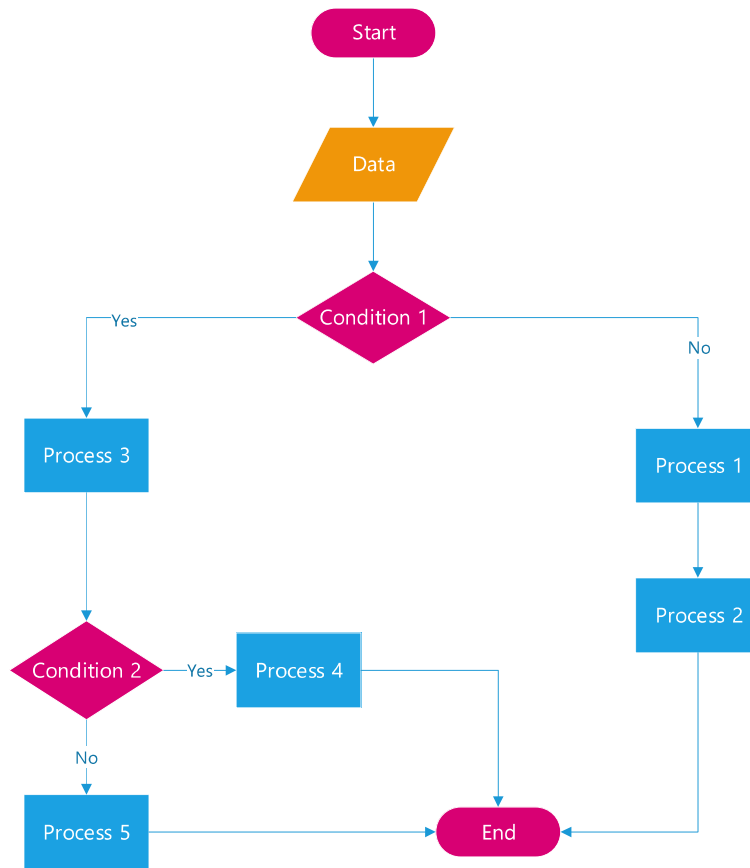 Start
Data
Condition 1
Yes
No
Process 3
Process 1
Process 2
Condition 2
Yes
Process 4
No
Process 5
End